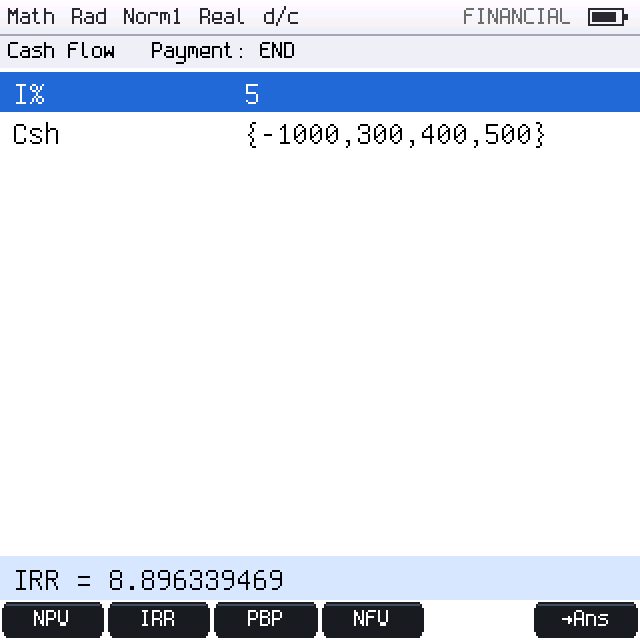 Math Rad Norm1 Real d/c FINANCIAL
Cash Flow Payment: END
I% 5
Csh {-1000,300,400,500}
IRR = 8.896339469
NPV IRR PBP NFV →Ans